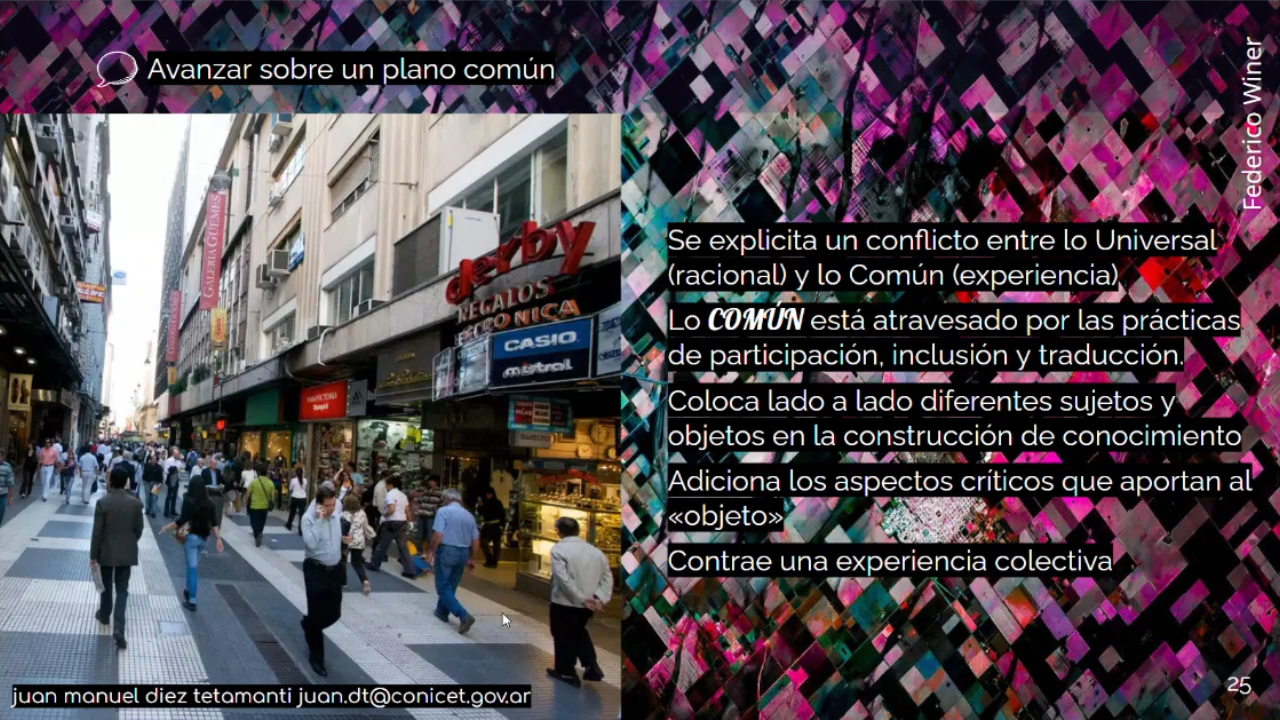 Avanzar sobre un plano común
Federico Winer
GALERIA GUEMES
derby
REGALOS
CASIO
mistral
Se explicita un conflicto entre lo Universal
(racional) y lo Común (experiencia)
Lo COMÚN está atravesado por las prácticas
de participación, inclusión y traducción.
Coloca lado a lado diferentes sujetos y
objetos en la construcción de conocimiento
Adiciona los aspectos críticos que aportan al
«objeto»
Contrae una experiencia colectiva
juan manuel diez tetamanti juan.dt@conicet.gov.ar
25